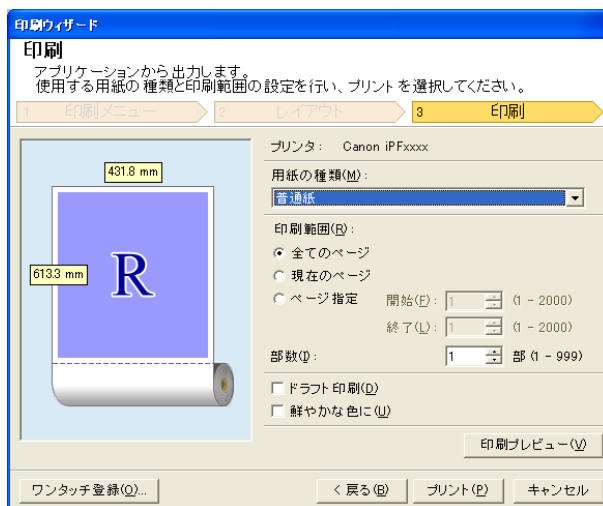 印刷ウィザード
印刷
アプリケーションから出力します。
使用する用紙の種類と印刷範囲の設定を行い、プリントを選択してください。
1 印刷メニュー 2 レイアウト 3 印刷
プリンタ： Canon iPFxxxx
用紙の種類(M)：
普通紙
431.8 mm
613.3 mm
R
印刷範囲(R)：
全てのページ
現在のページ
ページ指定 開始(F)： 1 (1 - 2000)
終了(L)： 1 (1 - 2000)
部数(I)： 1 部 (1 - 999)
ドラフト印刷(D)
鮮やかな色に(U)
印刷プレビュー(V)
ワンタッチ登録(O)... < 戻る(B) プリント(P) キャンセル